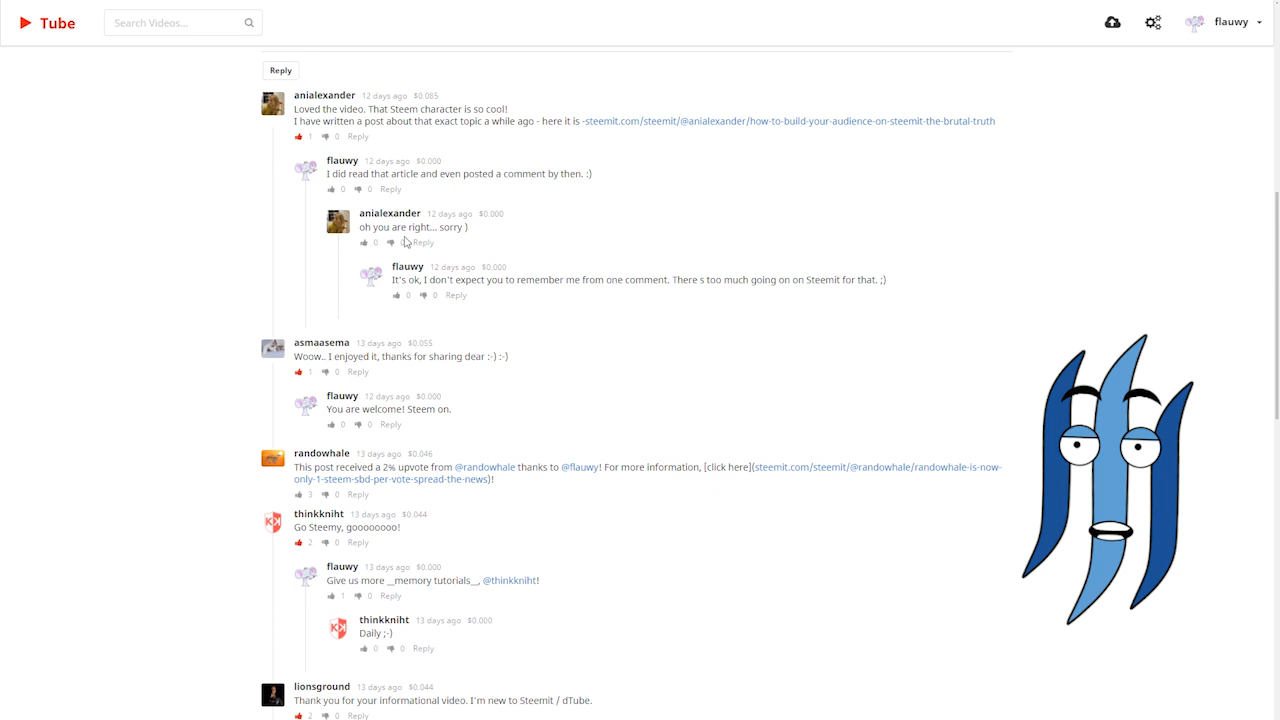 Tube
Search Videos...
flauwy
Reply
anialexander 12 days ago $0.085
Loved the video. That Steem character is so cool!
I have written a post about that exact topic a while ago - here it is -steemit.com/steemit/@anialexander/how-to-build-your-audience-on-steemit-the-brutal-truth
1 0 Reply
flauwy 12 days ago $0.000
I did read that article and even posted a comment by then. :)
0 0 Reply
anialexander 12 days ago $0.000
oh you are right... sorry )
0 0 Reply
flauwy 12 days ago $0.000
It's ok, I don't expect you to remember me from one comment. There s too much going on on Steemit for that. ;)
0 0 Reply
asmaasema 13 days ago $0.055
Woow.. I enjoyed it, thanks for sharing dear :-) :-)
1 0 Reply
flauwy 12 days ago $0.000
You are welcome! Steem on.
0 0 Reply
randowhale 13 days ago $0.046
This post received a 2% upvote from @randowhale thanks to @flauwy! For more information, [click here](steemit.com/steemit/@randowhale/randowhale-is-now-
only-1-steem-sbd-per-vote-spread-the-news)!
3 0 Reply
thinkkniht 13 days ago $0.044
Go Steemy, goooooooo!
2 0 Reply
flauwy 13 days ago $0.000
Give us more __memory tutorials__, @thinkkniht!
1 0 Reply
thinkkniht 13 days ago $0.000
Daily ;-)
0 0 Reply
lionsground 13 days ago $0.044
Thank you for your informational video. I'm new to Steemit / dTube.
2 0 Reply